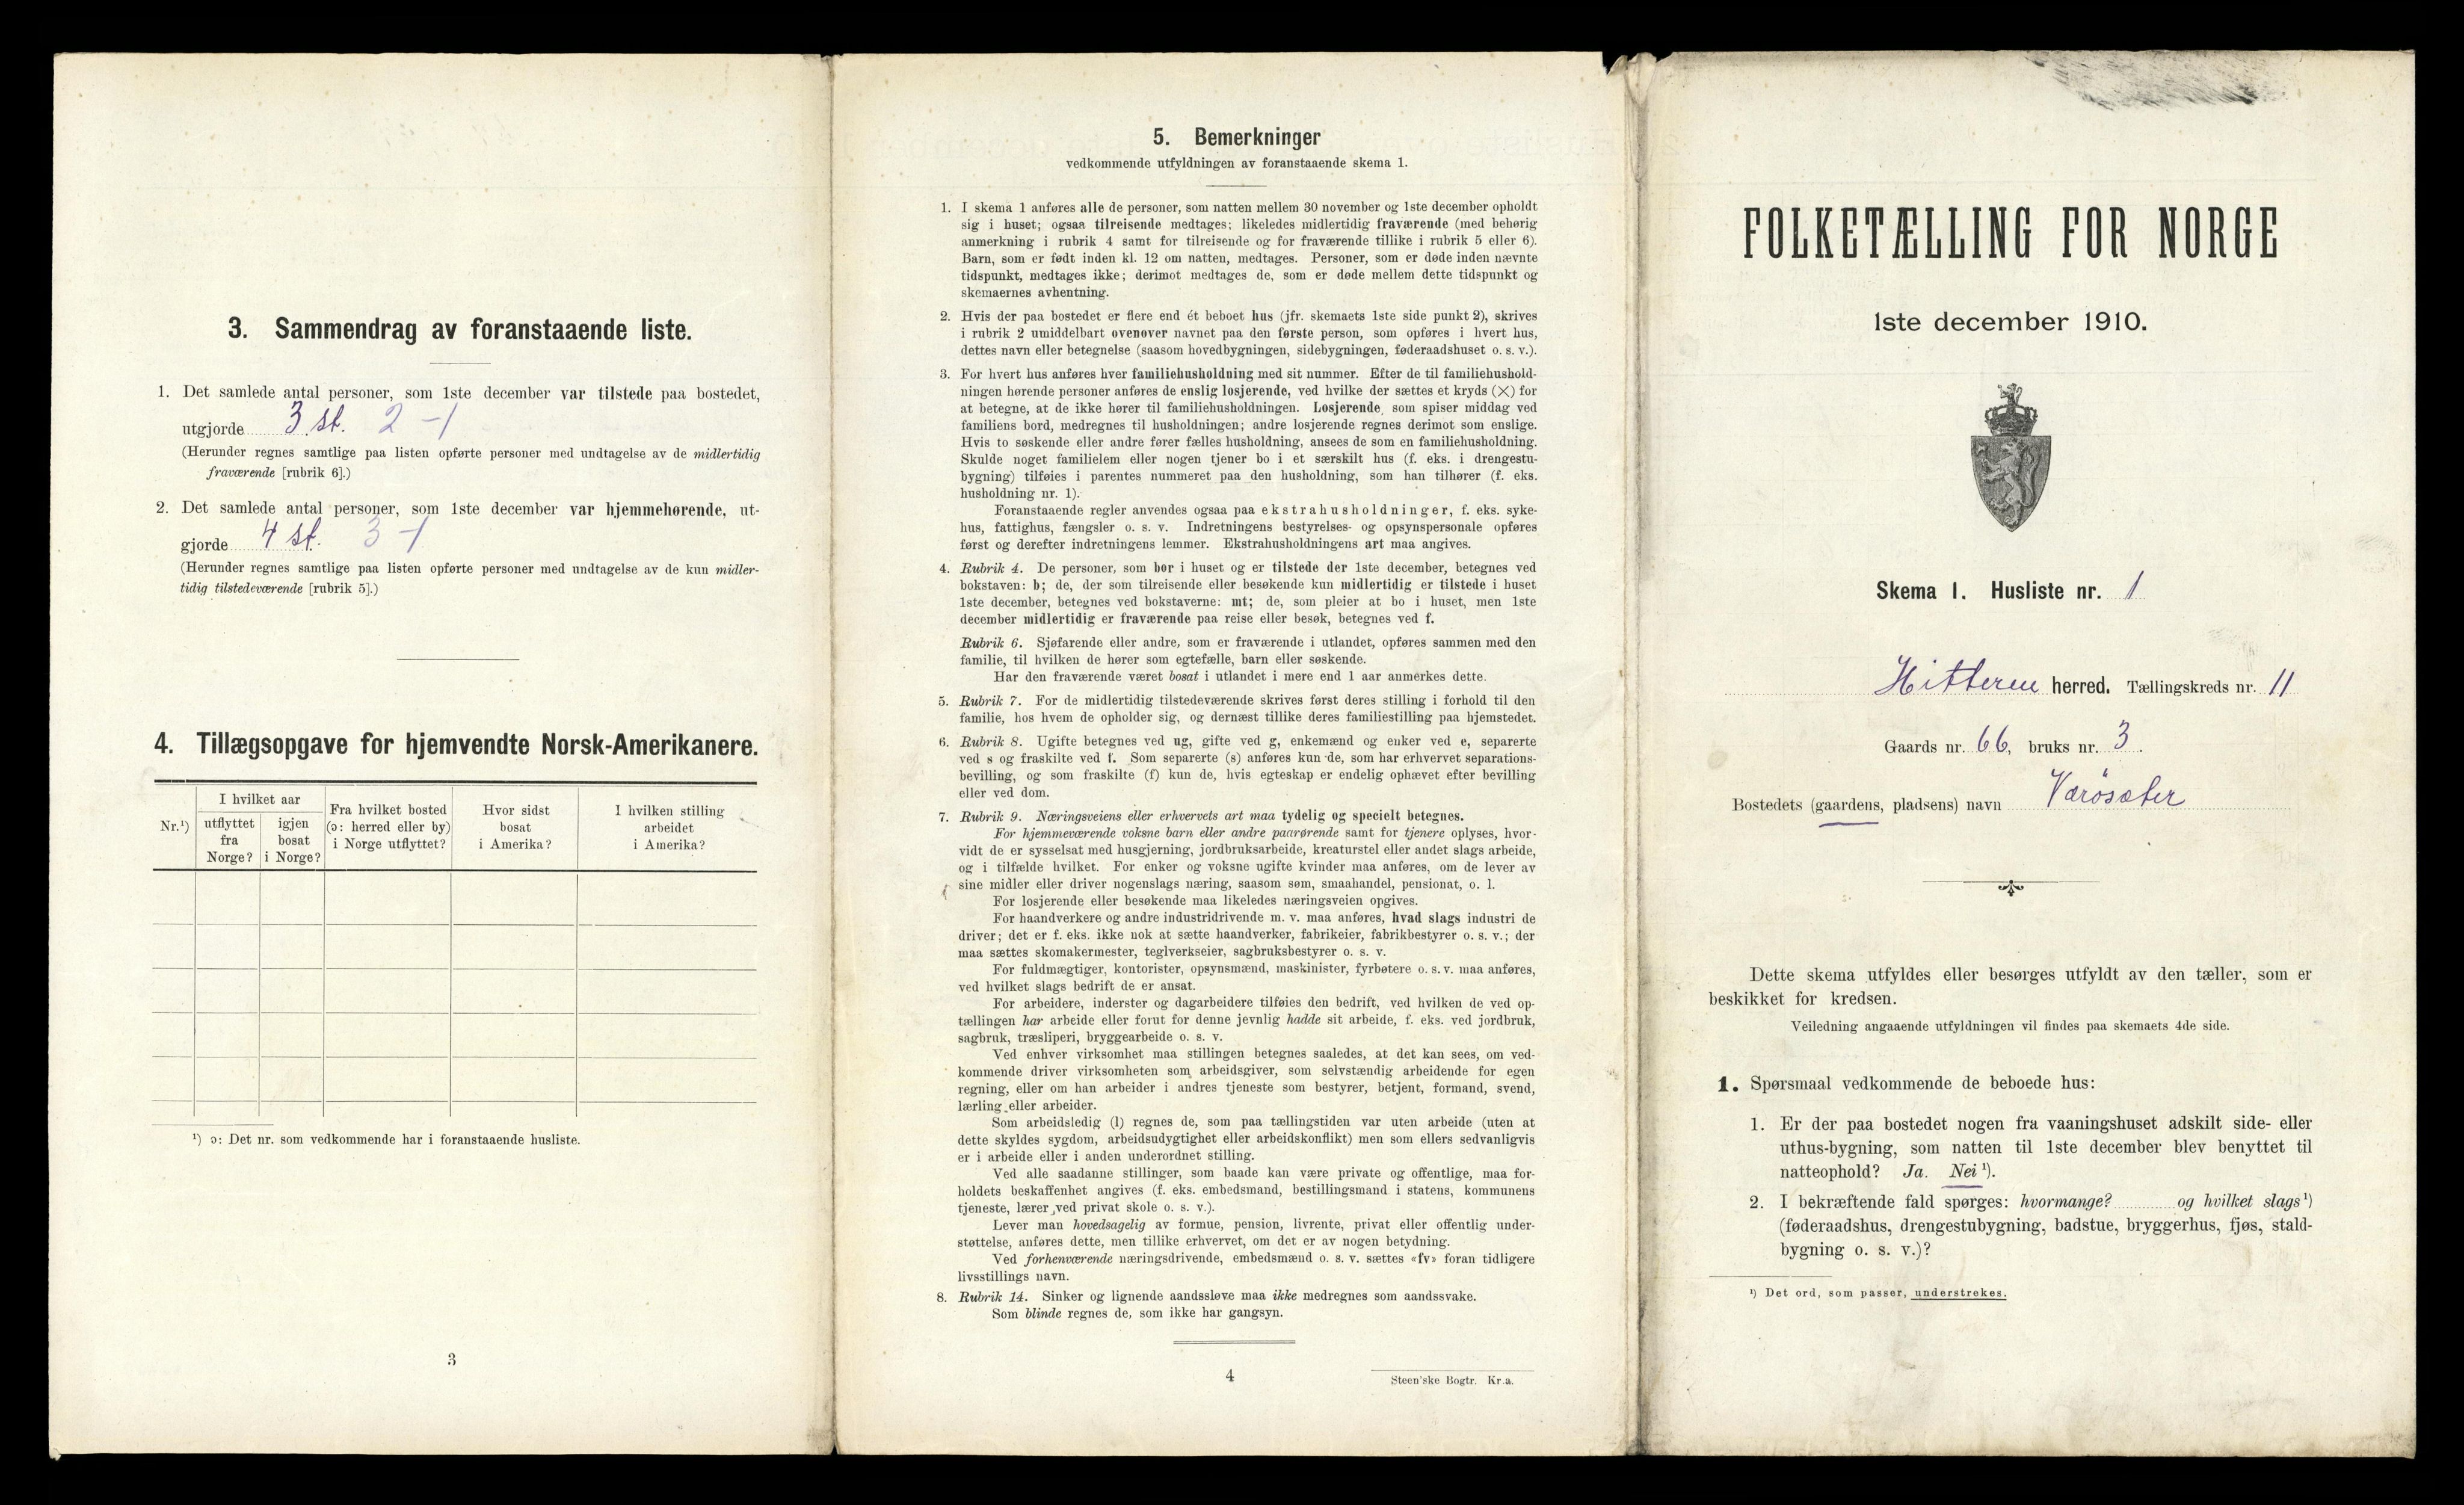 3. Sammendrag av foranstaaende liste.
1. Det samlede antal personer, som 1ste december var tilstede paa bostedet,
utgjorde 3 st. 2 - 1
(Herunder regnes samtlige paa listen opførte personer med undtagelse av de midlertidig
fraværende [rubrik 6].)
2. Det samlede antal personer, som 1ste december var hjemmehørende, ut-
gjorde 4 st. 3 - 1
(Herunder regnes samtlige paa listen opførte personer med undtagelse av de kun midler-
tidig tilstedeværende [rubrik 5].)
4. Tillægsopgave for hjemvendte Norsk-Amerikanere.
Nr.¹)
I hvilket aar
utflyttet
fra
Norge?
igjen
bosat
i Norge?
Fra hvilket bosted
(ɔ: herred eller by)
i Norge utflyttet?
Hvor sidst
bosat
i Amerika?
I hvilken stilling
arbeidet
i Amerika?
¹) ɔ: Det nr. som vedkommende har i foranstaaende husliste.
3
5. Bemerkninger
vedkommende utfyldningen av foranstaaende skema 1.
1. I skema 1 anføres alle de personer, som natten mellem 30 november og 1ste december opholdt
sig i huset; ogsaa tilreisende medtages; likeledes midlertidig fraværende (med behørig
anmerkning i rubrik 4 samt for tilreisende og for fraværende tillike i rubrik 5 eller 6).
Barn, som er født inden kl. 12 om natten, medtages. Personer, som er døde inden nævnte
tidspunkt, medtages ikke; derimot medtages de, som er døde mellem dette tidspunkt og
skemaernes avhentning.
2. Hvis der paa bostedet er flere end ét beboet hus (jfr. skemaets 1ste side punkt 2), skrives
i rubrik 2 umiddelbart ovenover navnet paa den første person, som opføres i hvert hus,
dettes navn eller betegnelse (saasom hovedbygningen, sidebygningen, føderaadshuset o. s. v.).
3. For hvert hus anføres hver familiehusholdning med sit nummer. Efter de til familiehushold-
ningen hørende personer anføres de enslig losjerende, ved hvilke der sættes et kryds (×) for
at betegne, at de ikke hører til familiehusholdningen. Losjerende, som spiser middag ved
familiens bord, medregnes til husholdningen; andre losjerende regnes derimot som enslige.
Hvis to søskende eller andre fører fælles husholdning, ansees de som en familiehusholdning.
Skulde noget familielem eller nogen tjener bo i et særskilt hus (f. eks. i drengestu-
bygning) tilføies i parentes nummeret paa den husholdning, som han tilhører (f. eks.
husholdning nr. 1).
Foranstaaende regler anvendes ogsaa paa ekstrahusholdninger, f. eks. syke-
hus, fattighus, fængsler o. s. v. Indretningens bestyrelses- og opsynspersonale opføres
først og derefter indretningens lemmer. Ekstrahusholdningens art maa angives.
4. Rubrik 4. De personer, som bor i huset og er tilstede der 1ste december, betegnes ved
bokstaven: b; de, der som tilreisende eller besøkende kun midlertidig er tilstede i huset
1ste december, betegnes ved bokstaverne: mt; de, som pleier at bo i huset, men 1ste
december midlertidig er fraværende paa reise eller besøk, betegnes ved f.
Rubrik 6. Sjøfarende eller andre, som er fraværende i utlandet, opføres sammen med den
familie, til hvilken de hører som egtefælle, barn eller søskende.
Har den fraværende været bosat i utlandet i mere end 1 aar anmerkes dette.
5. Rubrik 7. For de midlertidig tilstedeværende skrives først deres stilling i forhold til den
familie, hos hvem de opholder sig, og dernæst tillike deres familiestilling paa hjemstedet.
6. Rubrik 8. Ugifte betegnes ved ug, gifte ved g, enkemænd og enker ved e, separerte
ved s og fraskilte ved f. Som separerte (s) anføres kun de, som har erhvervet separations-
bevilling, og som fraskilte (f) kun de, hvis egteskap er endelig ophævet efter bevilling
eller ved dom.
7. Rubrik 9. Næringsveiens eller erhvervets art maa tydelig og specielt betegnes.
For hjemmeværende voksne barn eller andre paarørende samt for tjenere oplyses, hvor-
vidt de er sysselsat med husgjerning, jordbruksarbeide, kreaturstel eller andet slags arbeide,
og i tilfælde hvilket. For enker og voksne ugifte kvinder maa anføres, om de lever av
sine midler eller driver nogenslags næring, saasom søm, smaahandel, pensionat, o. l.
For losjerende eller besøkende maa likeledes næringsveien opgives.
For haandverkere og andre industridrivende m. v. maa anføres, hvad slags industri de
driver; det er f. eks. ikke nok at sætte haandverker, fabrikeier, fabrikbestyrer o. s. v.; der
maa sættes skomakermester, teglverkseier, sagbruksbestyrer o. s. v.
For fuldmægtiger, kontorister, opsynsmænd, maskinister, fyrbøtere o. s. v. maa anføres,
ved hvilket slags bedrift de er ansat.
For arbeidere, inderster og dagarbeidere tilføies den bedrift, ved hvilken de ved op-
tællingen har arbeide eller forut for denne jevnlig hadde sit arbeide, f. eks. ved jordbruk,
sagbruk, træsliperi, bryggearbeide o. s. v.
Ved enhver virksomhet maa stillingen betegnes saaledes, at det kan sees, om ved-
kommende driver virksomheten som arbeidsgiver, som selvstændig arbeidende for egen
regning, eller om han arbeider i andres tjeneste som bestyrer, betjent, formand, svend,
lærling eller arbeider.
Som arbeidsledig (l) regnes de, som paa tællingstiden var uten arbeide (uten at
dette skyldes sygdom, arbeidsudygtighet eller arbeidskonflikt) men som ellers sedvanligvis
er i arbeide eller i anden underordnet stilling.
Ved alle saadanne stillinger, som baade kan være private og offentlige, maa for-
holdets beskaffenhet angives (f. eks. embedsmand, bestillingsmand i statens, kommunens
tjeneste, lærer ved privat skole o. s. v.).
Lever man hovedsagelig av formue, pension, livrente, privat eller offentlig under-
støttelse, anføres dette, men tillike erhvervet, om det er av nogen betydning.
Ved forhenværende næringsdrivende, embedsmænd o. s. v. sættes «fv» foran tidligere
livsstillings navn.
8. Rubrik 14. Sinker og lignende aandssløve maa ikke medregnes som aandssvake.
Som blinde regnes de, som ikke har gangsyn.
4
Steen'ske Bogtr. Kr.a.
FOLKETÆLLING FOR NORGE
1ste december 1910.
Skema 1. Husliste nr. 1
Hitteren herred. Tællingskreds nr. 11
Gaards nr. 66, bruks nr. 3.
Bostedets (gaardens, pladsens) navn Værösæter
Dette skema utfyldes eller besørges utfyldt av den tæller, som er
beskikket for kredsen.
Veiledning angaaende utfyldningen vil findes paa skemaets 4de side.
1. Spørsmaal vedkommende de beboede hus:
1. Er der paa bostedet nogen fra vaaningshuset adskilt side- eller
uthus-bygning, som natten til 1ste december blev benyttet til
natteophold? Ja. Nei ¹).
2. I bekræftende fald spørges: hvormange? og hvilket slags ¹)
(føderaadshus, drengestubygning, badstue, bryggerhus, fjøs, stald-
bygning o. s. v.)?
¹) Det ord, som passer, understrekes.